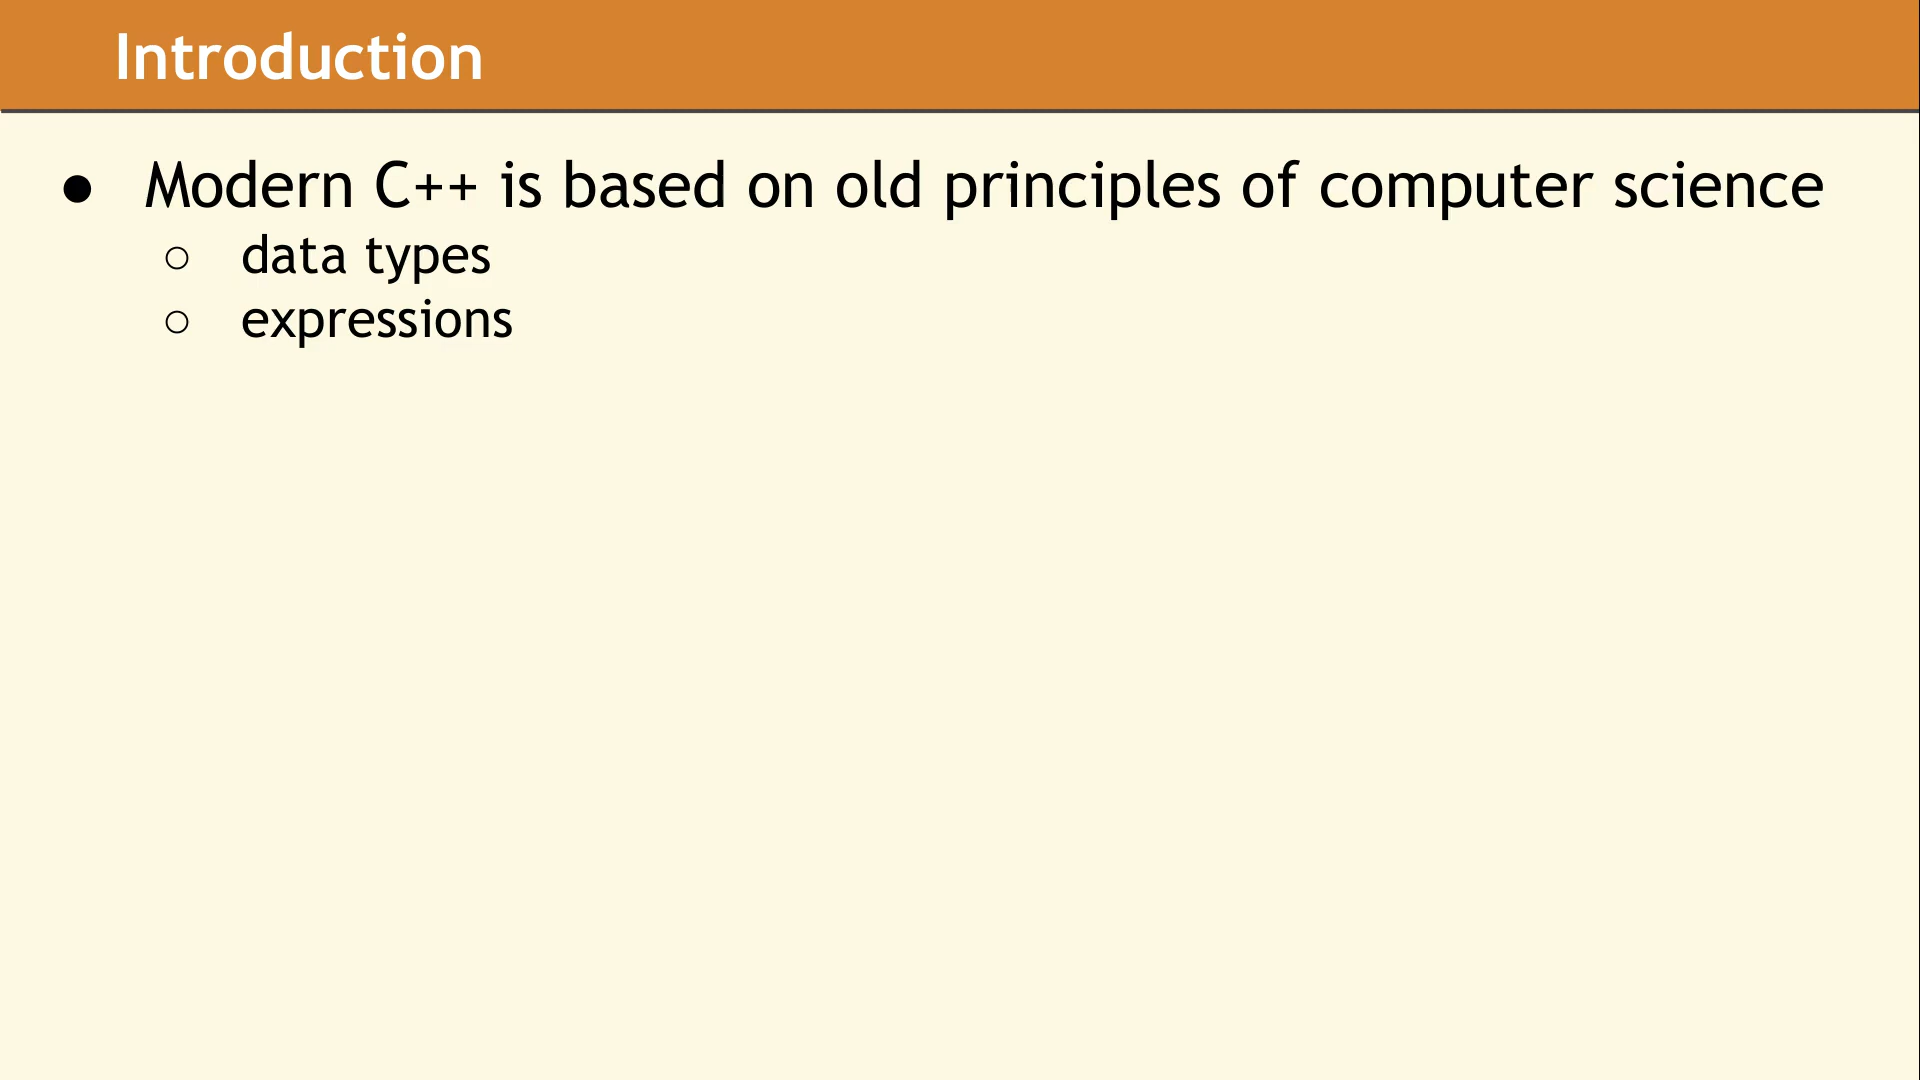 Introduction
● Modern C++ is based on old principles of computer science
○ data types
○ expressions